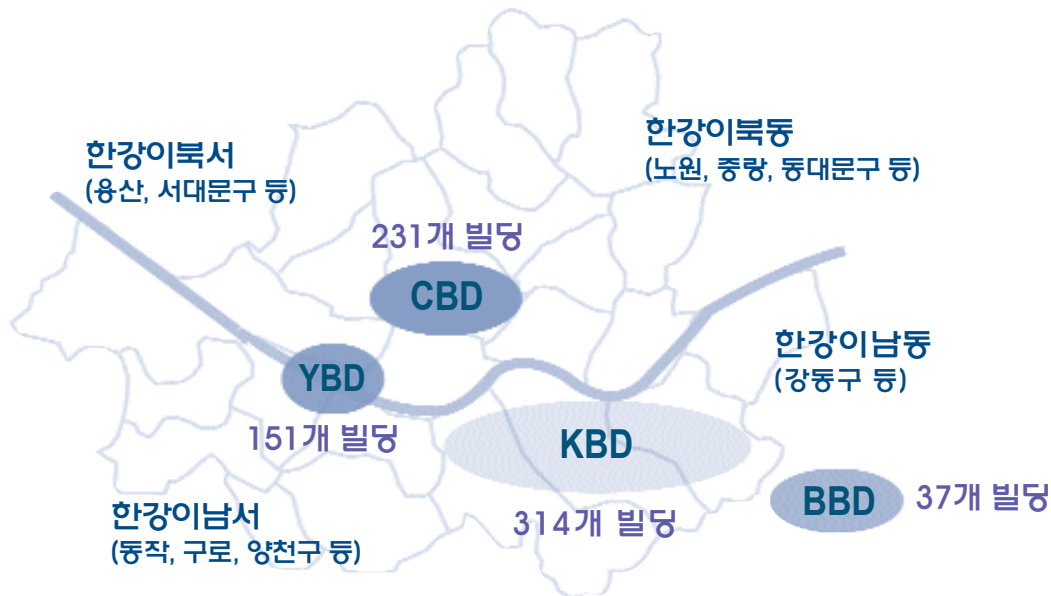 한강이북동
(노원, 중랑, 동대문구 등)
한강이북서
(용산, 서대문구 등)
231개 빌딩
CBD
한강이남동
(강동구 등)
YBD
151개 빌딩
KBD
BBD
37개 빌딩
한강이남서
(동작, 구로, 양천구 등)
314개 빌딩